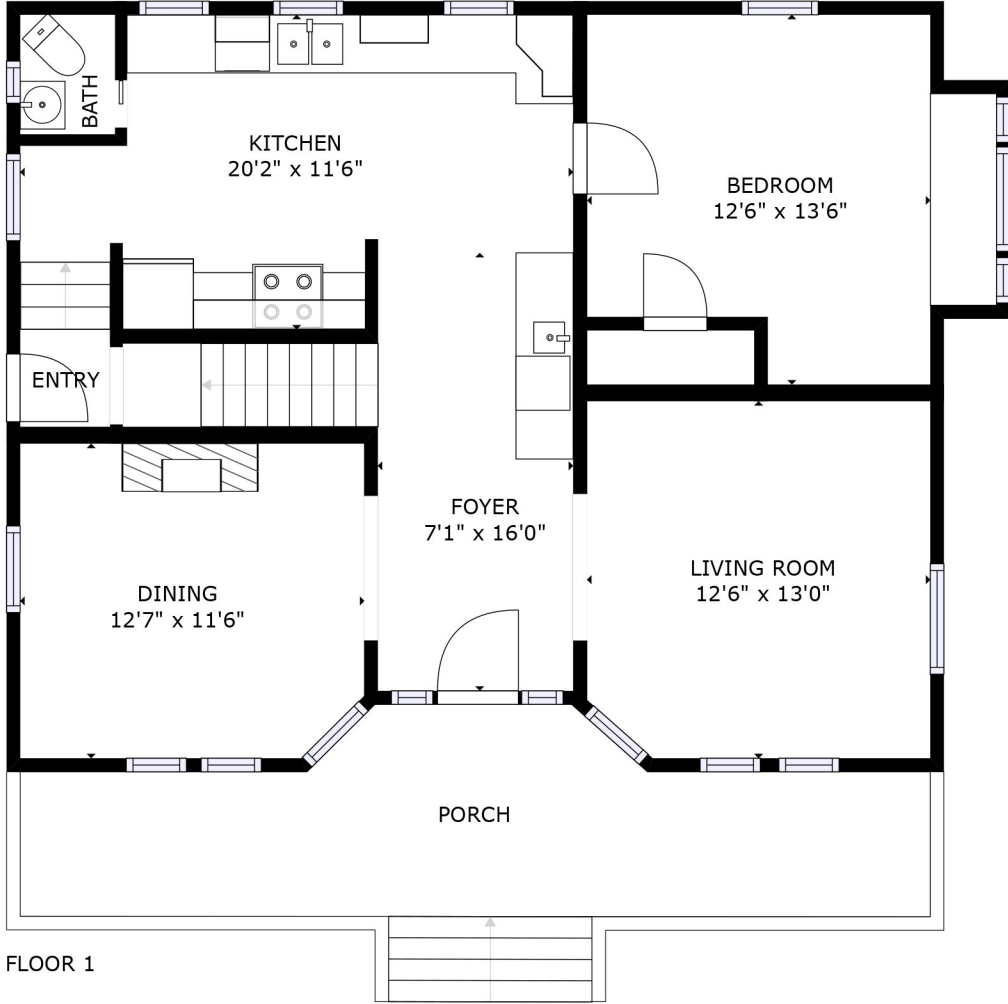 BATH
KITCHEN
20'2" x 11'6"
BEDROOM
12'6" x 13'6"
ENTRY
FOYER
7'1" x 16'0"
DINING
12'7" x 11'6"
LIVING ROOM
12'6" x 13'0"
PORCH
FLOOR 1